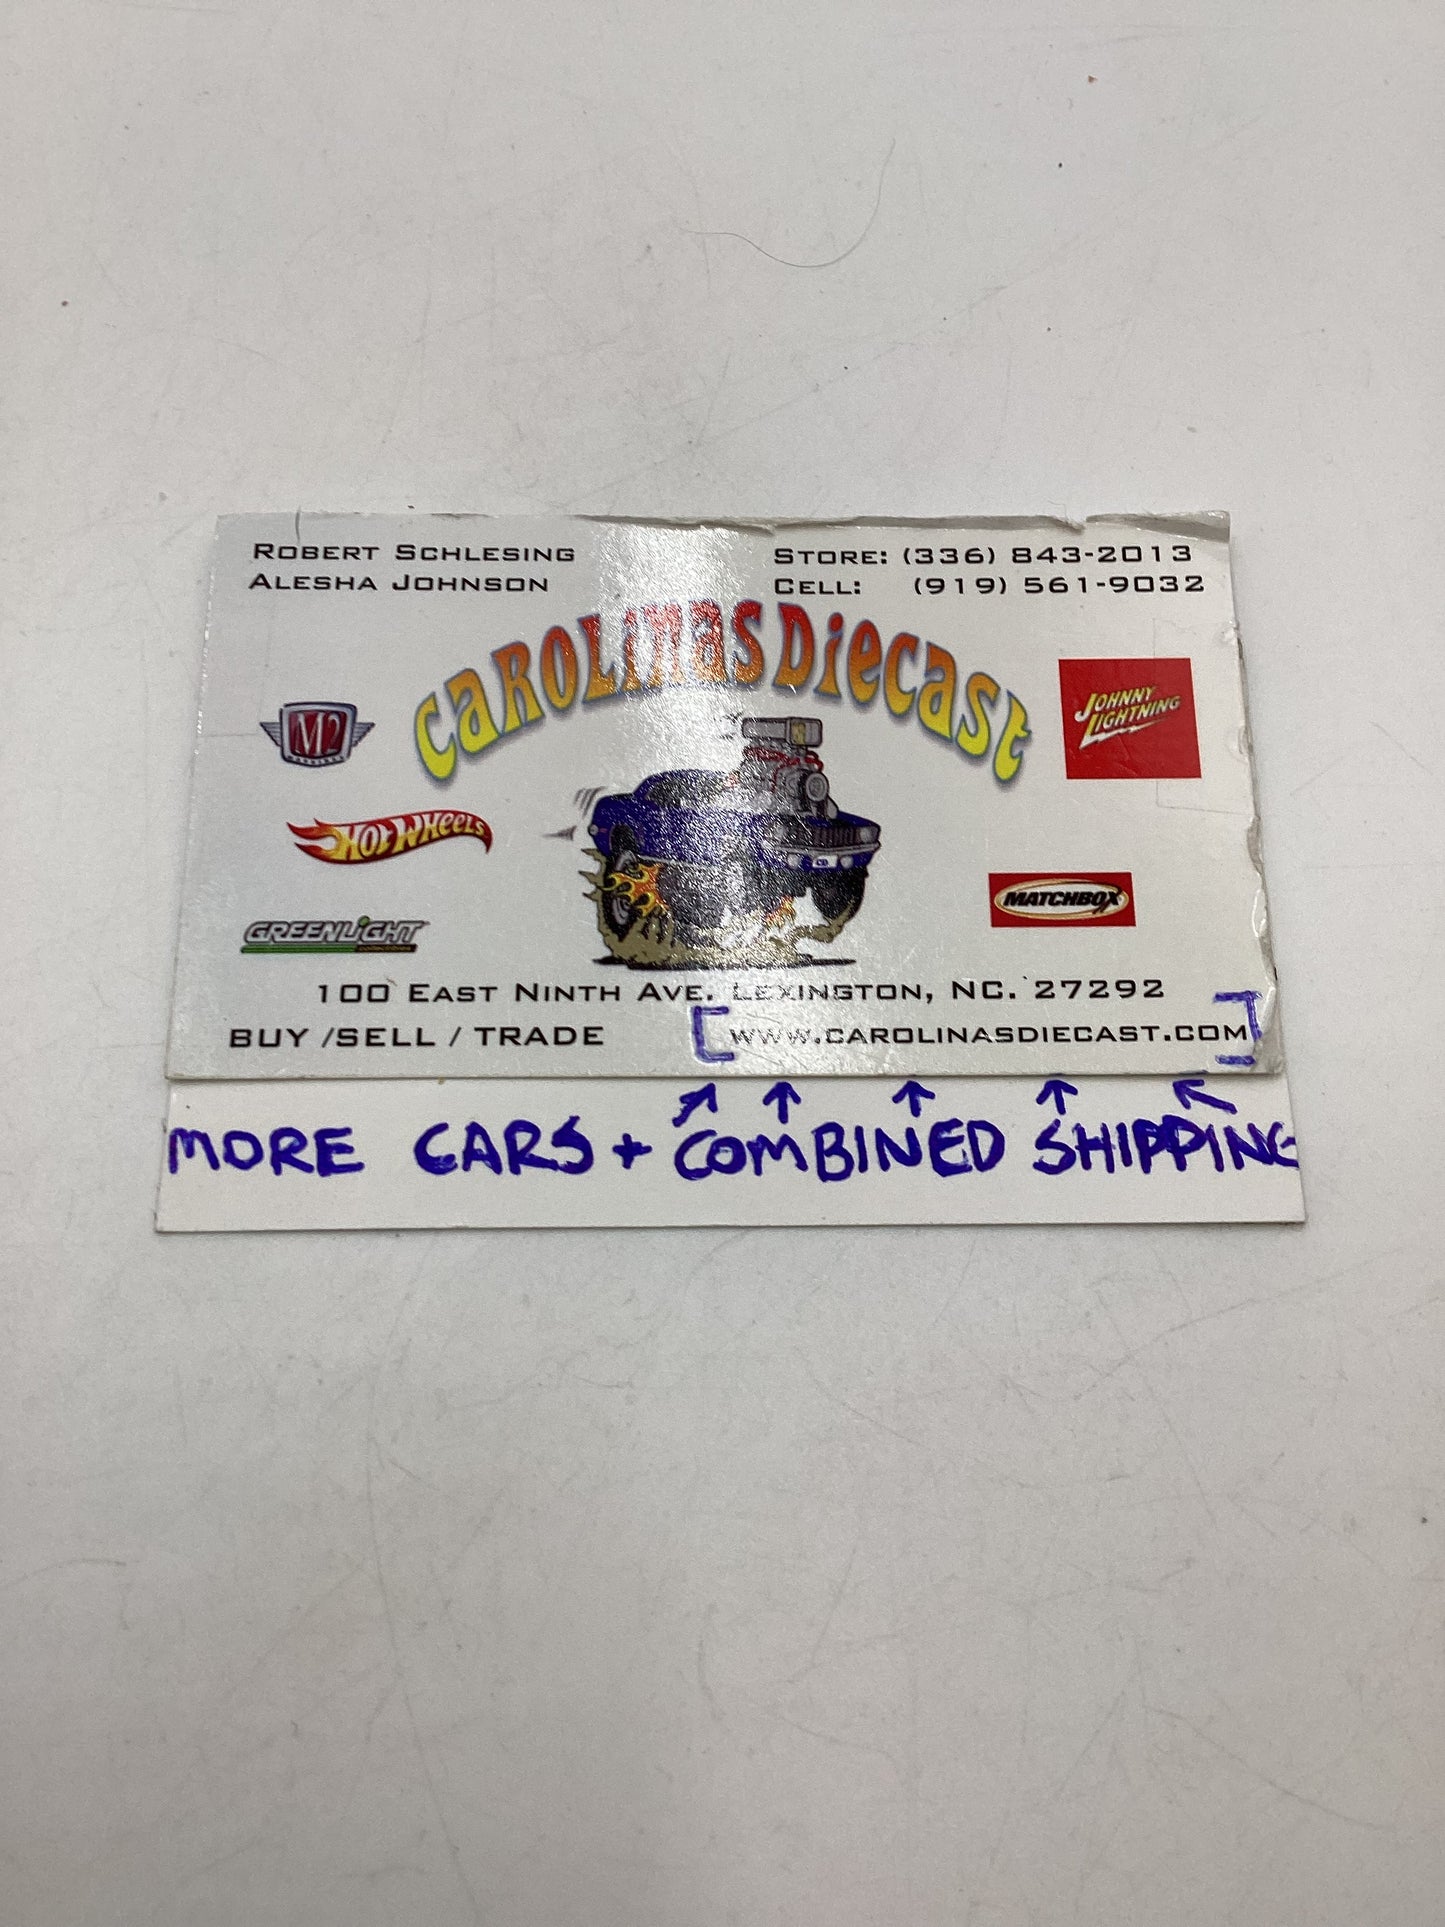 ROBERT SCHLESING
ALESHA JOHNSON
STORE: (336) 843-2013
CELL: (919) 561-9032
CAROLINAS DIECAST
M2
JOHNNY
LIGHTNING
HOT WHEELS
MATCHBOX
GREENLIGHT
100 EAST NINTH AVE. LEXINGTON, NC. 27292
BUY /SELL / TRADE
[WWW.CAROLINASDIECAST.COM]
MORE CARS + COMBINED SHIPPING